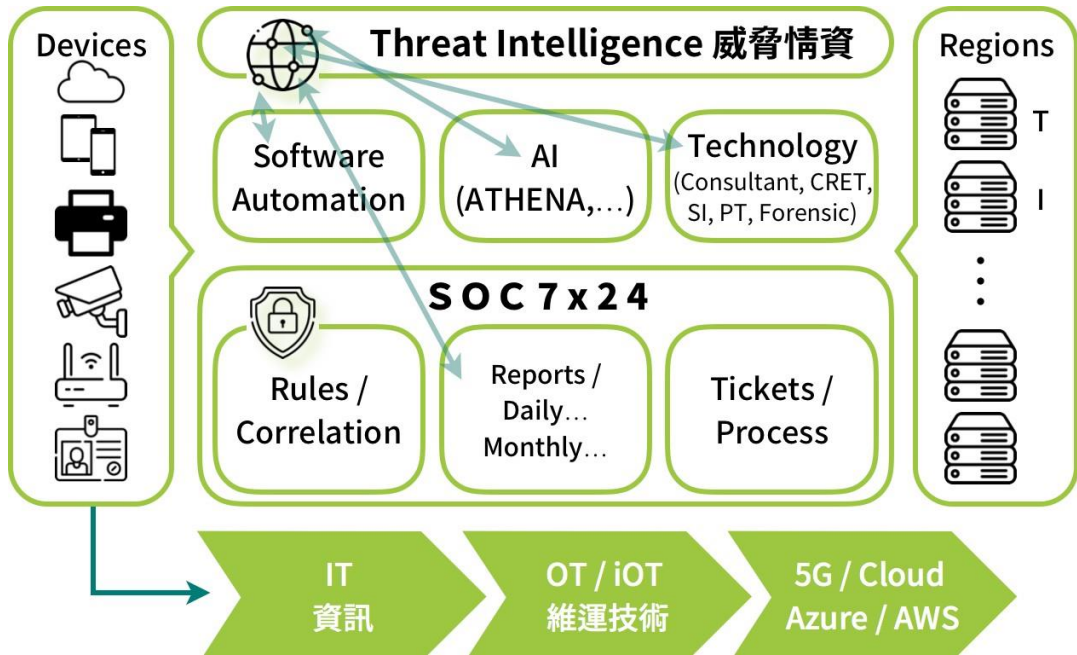 Devices
Threat Intelligence 威脅情資
Regions
Software
Automation
AI
(ATHENA,...)
Technology
(Consultant, CRET,
SI, PT, Forensic)
T
I
SOC7x24
Rules /
Correlation
Reports /
Daily...
Monthly...
Tickets /
Process
IT
資訊
OT / iOT
維運技術
5G / Cloud
Azure / AWS